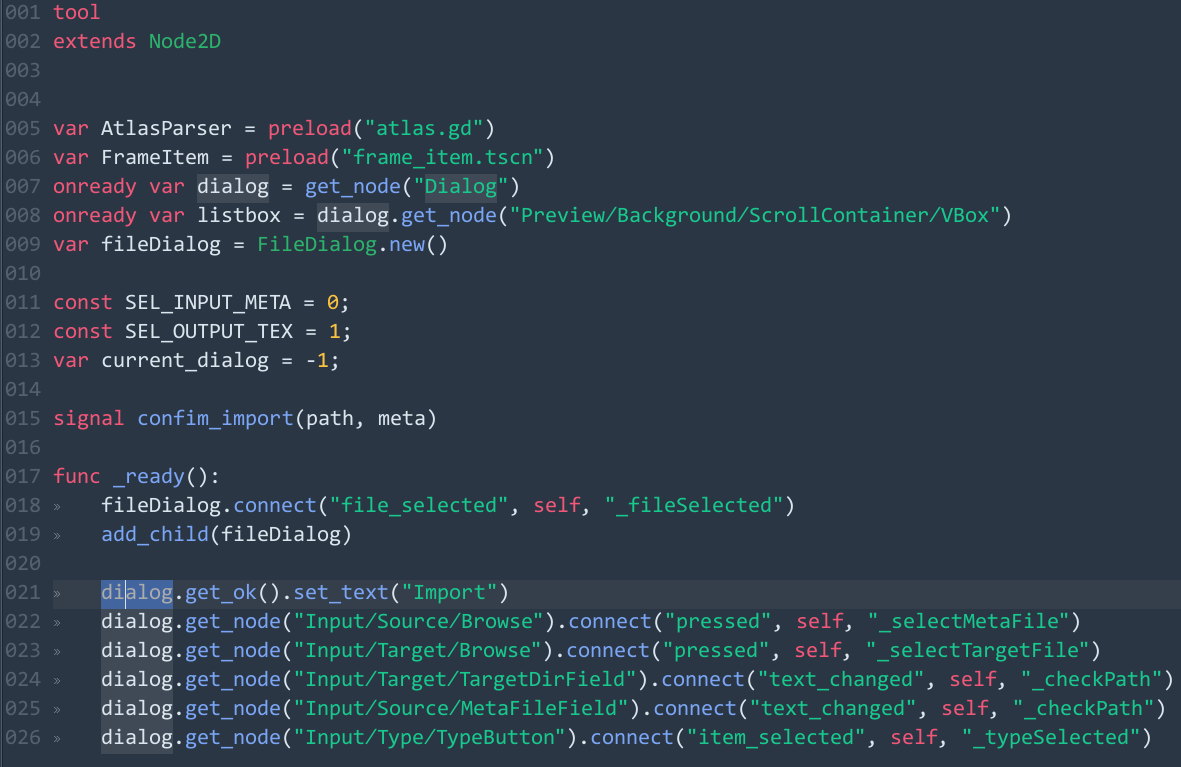 001 tool
002 extends Node2D
003
004
005 var AtlasParser = preload("atlas.gd")
006 var FrameItem = preload("frame_item.tscn")
007 onready var dialog = get_node("Dialog")
008 onready var listbox = dialog.get_node("Preview/Background/ScrollContainer/VBox")
009 var fileDialog = FileDialog.new()
010
011 const SEL_INPUT_META = 0;
012 const SEL_OUTPUT_TEX = 1;
013 var current_dialog = -1;
014
015 signal confim_import(path, meta)
016
017 func _ready():
018 » fileDialog.connect("file_selected", self, "_fileSelected")
019 » add_child(fileDialog)
020
021 » dialog.get_ok().set_text("Import")
022 » dialog.get_node("Input/Source/Browse").connect("pressed", self, "_selectMetaFile")
023 » dialog.get_node("Input/Target/Browse").connect("pressed", self, "_selectTargetFile")
024 » dialog.get_node("Input/Target/TargetDirField").connect("text_changed", self, "_checkPath")
025 » dialog.get_node("Input/Source/MetaFileField").connect("text_changed", self, "_checkPath")
026 » dialog.get_node("Input/Type/TypeButton").connect("item_selected", self, "_typeSelected")